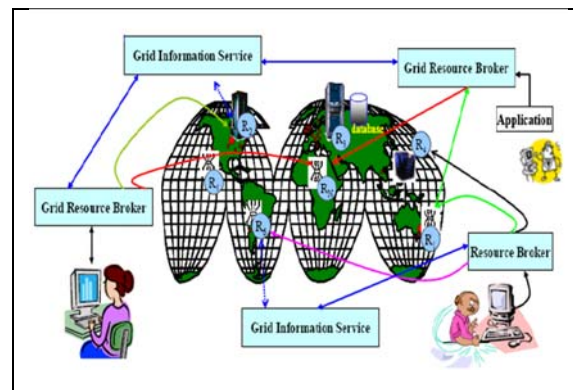 Grid Information Service
Grid Resource Broker
database
Application
Grid Resource Broker
Resource Broker
Grid Information Service